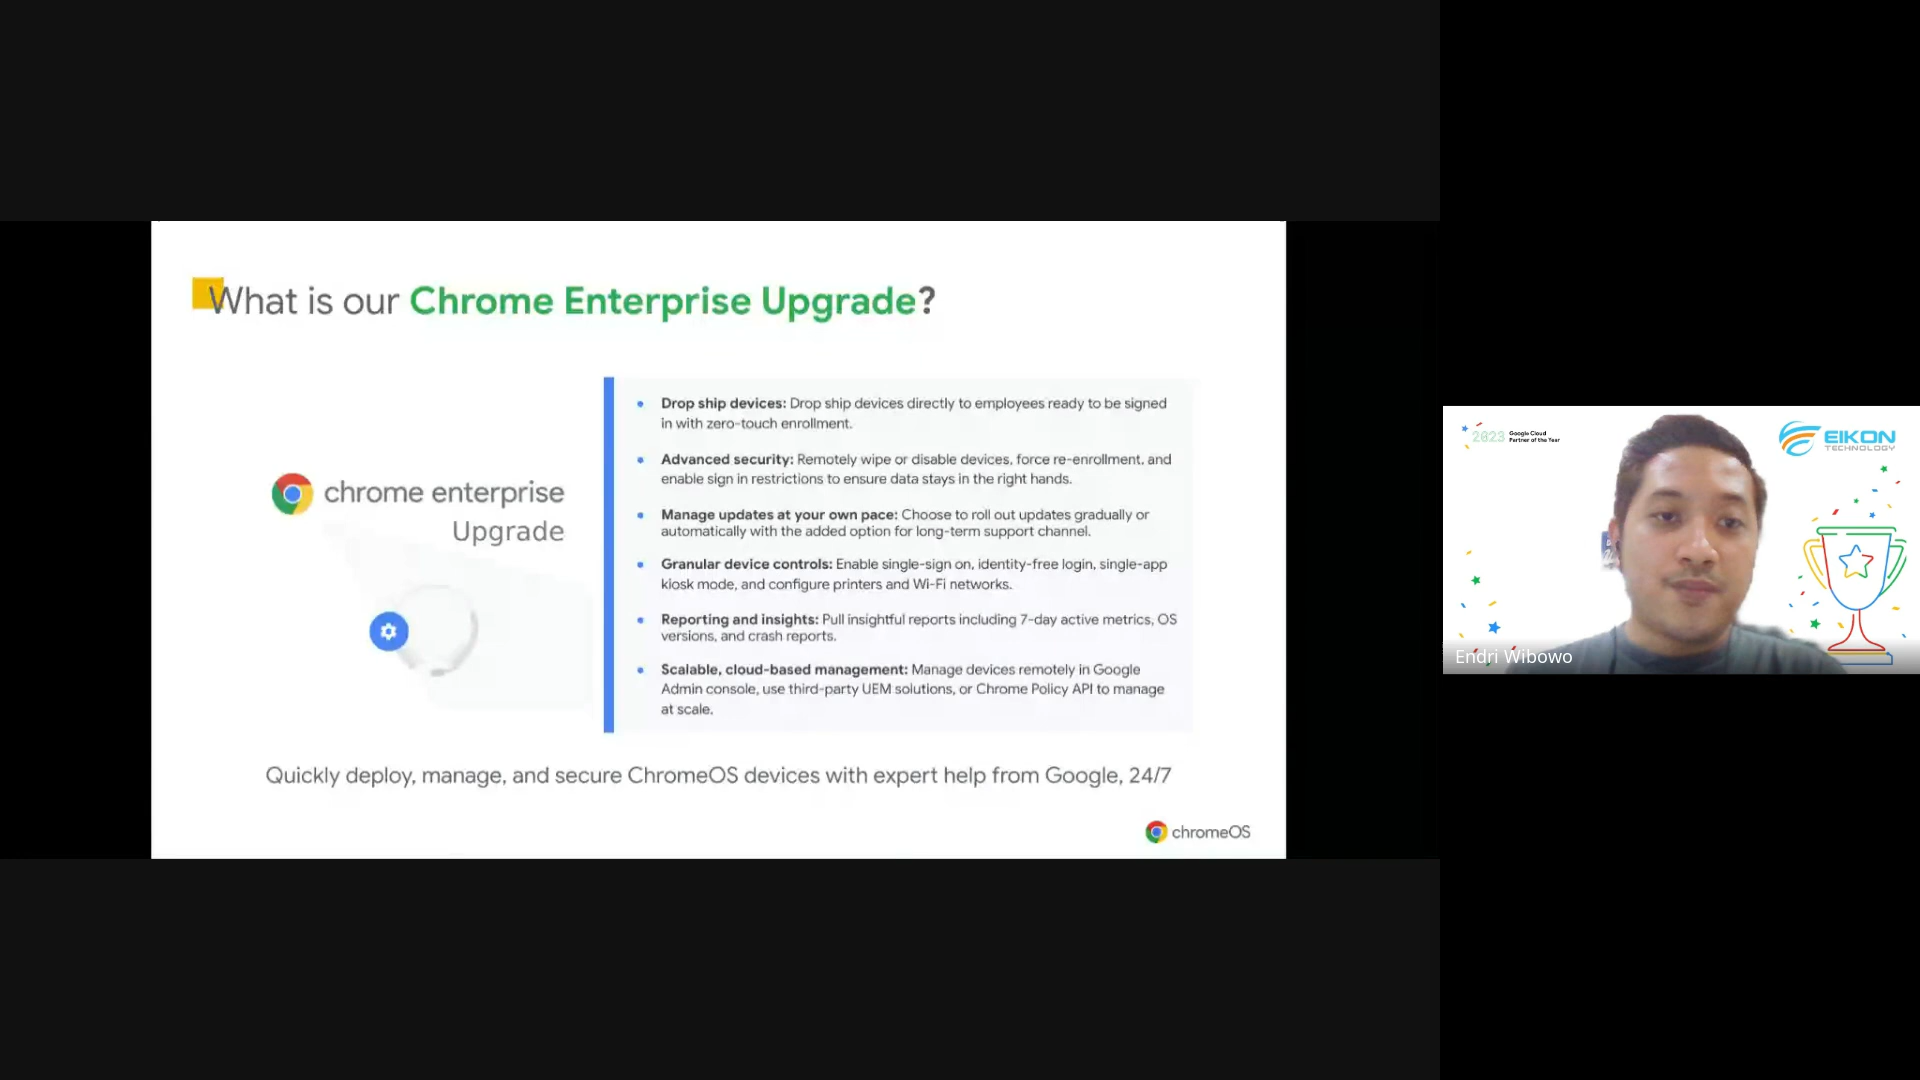 What is our Chrome Enterprise Upgrade?
chrome enterprise
Upgrade
• Drop ship devices: Drop ship devices directly to employees ready to be signed
in with zero-touch enrollment.
• Advanced security: Remotely wipe or disable devices, force re-enrollment, and
enable sign in restrictions to ensure data stays in the right hands.
• Manage updates at your own pace: Choose to roll out updates gradually or
automatically with the added option for long-term support channel.
• Granular device controls: Enable single-sign on, identity-free login, single-app
kiosk mode, and configure printers and Wi-Fi networks.
• Reporting and insights: Pull insightful reports including 7-day active metrics, OS
versions, and crash reports.
• Scalable, cloud-based management: Manage devices remotely in Google
Admin console, use third-party UEM solutions, or Chrome Policy API to manage
at scale.
Quickly deploy, manage, and secure ChromeOS devices with expert help from Google, 24/7
chromeOS
2023 Google Cloud
Partner of the Year
EIKON
TECHNOLOGY
Endri Wibowo